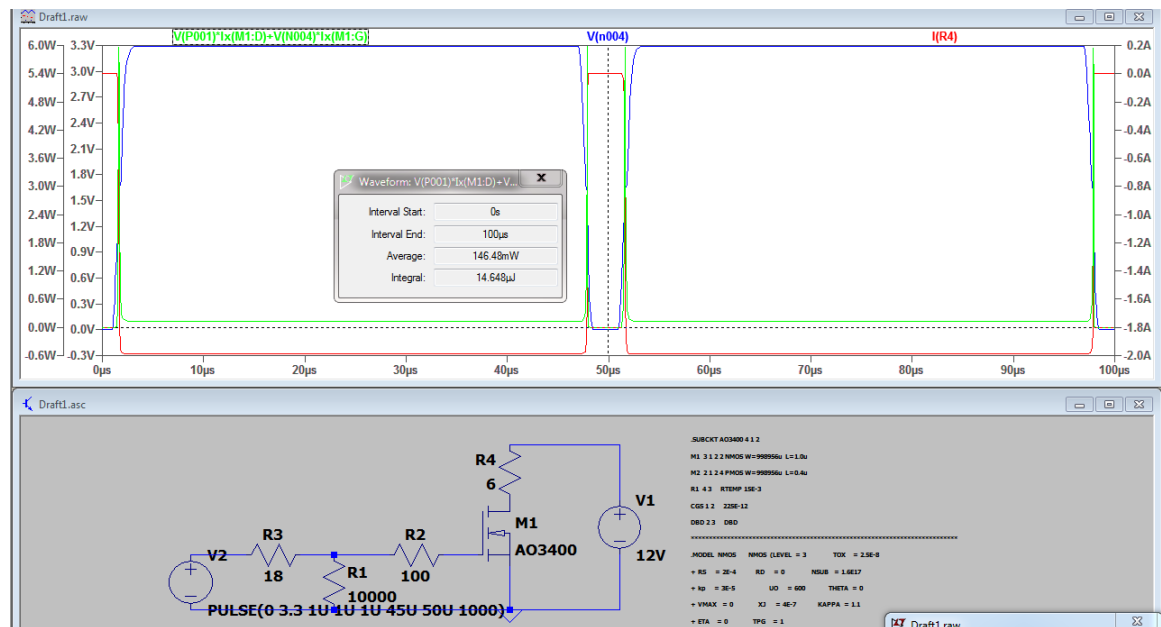 Draft1.raw
V(P001)*Ix(M1:D)+V(N004)*Ix(M1:G)
V(n004)
I(R4)
6.0W 3.3V 0.2A
5.4W 3.0V 0.0A
4.8W 2.7V -0.2A
4.2W 2.4V -0.4A
3.6W 2.1V -0.6A
3.0W 1.8V -0.8A
2.4W 1.5V -1.0A
1.8W 1.2V -1.2A
1.2W 0.9V -1.4A
0.6W 0.6V -1.6A
0.0W 0.3V -1.8A
-0.6W 0.0V -2.0A
-0.3V
Waveform: V(P001)*Ix(M1:D)+V...
Interval Start: 0s
Interval End: 100µs
Average: 146.48mW
Integral: 14.648µJ
0µs 10µs 20µs 30µs 40µs 50µs 60µs 70µs 80µs 90µs 100µs
Draft1.asc
R4
6
V1
12V
M1
AO3400
R3
18
R2
100
V2
R1
10000
PULSE(0 3.3 1U 1U 1U 45U 50U 1000)
.SUBCKT AO3400 4 1 2
M1 3 1 2 2 NMOS W=998956u L=1.0u
M2 2 1 2 4 PMOS W=998956u L=0.4u
R1 4 3 RTEMP 15E-3
CGS 1 2 225E-12
DBD 2 3 DBD
.MODEL NMOS NMOS (LEVEL = 3 TOX = 2.5E-8
+ RS = 2E-4 RD = 0 NSUB = 1.6E17
+ kp = 3E-5 UO = 600 THETA = 0
+ VMAX = 0 XJ = 4E-7 KAPPA = 1.1
+ ETA = 0 TPG = 1
Draft1.raw